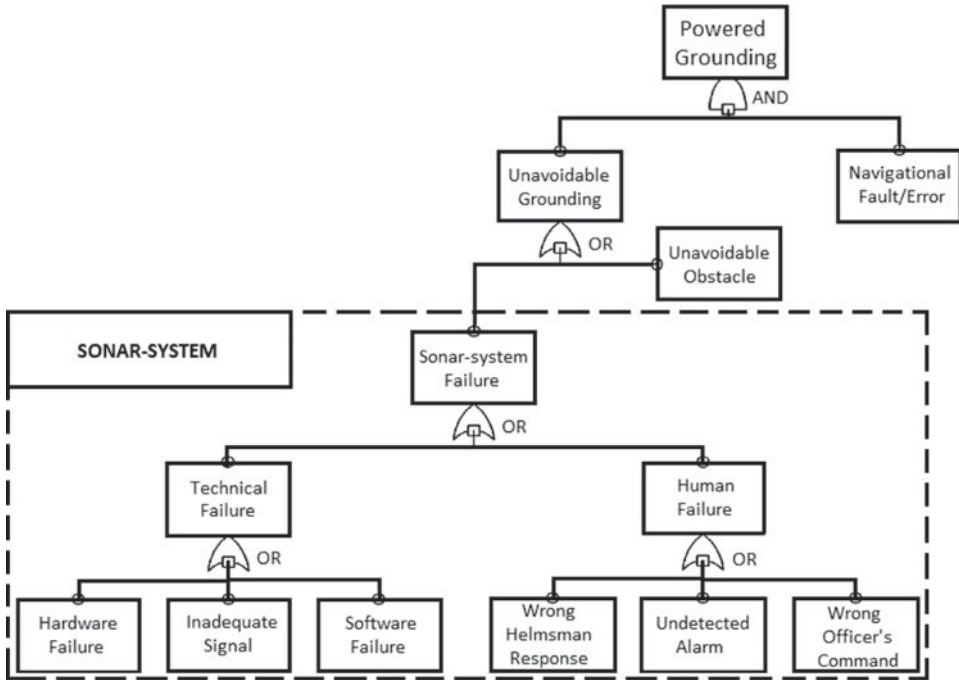 Powered
Grounding
AND
Unavoidable
Grounding
Navigational
Fault/Error
OR
Unavoidable
Obstacle
SONAR-SYSTEM
Sonar-system
Failure
OR
Technical
Failure
Human
Failure
OR
OR
Hardware
Failure
Inadequate
Signal
Software
Failure
Wrong
Helmsman
Response
Undetected
Alarm
Wrong
Officer's
Command